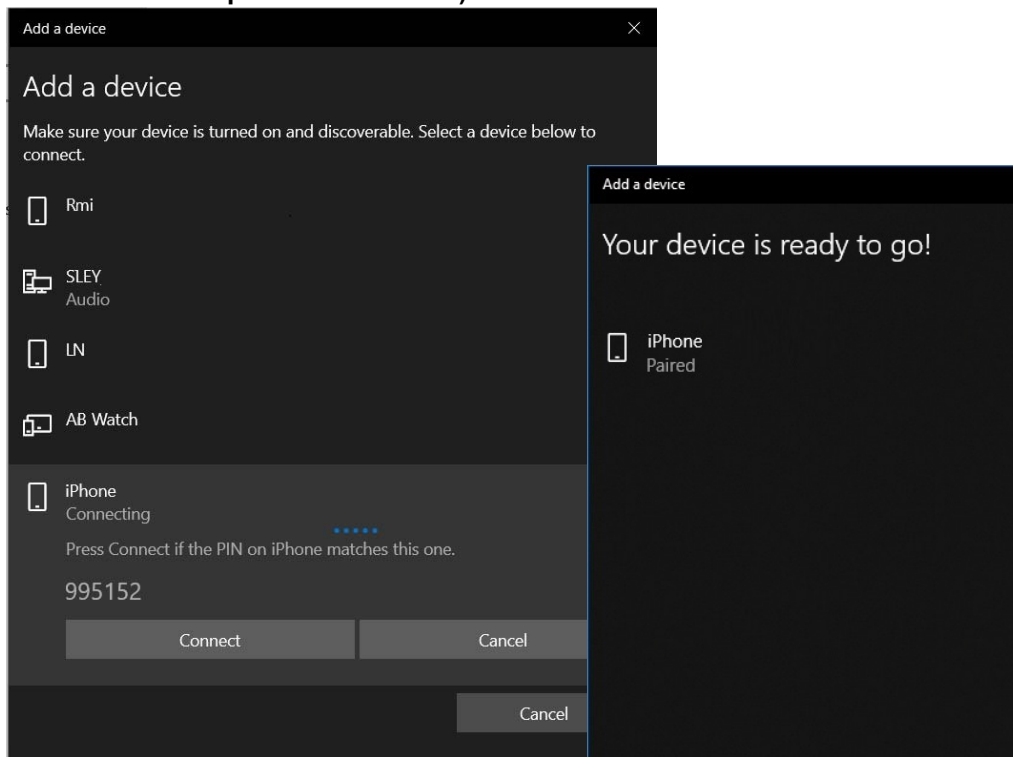 Add a device
Add a device
Make sure your device is turned on and discoverable. Select a device below to
connect.
Rmi
SLEY
Audio
LN
AB Watch
iPhone
Connecting
Press Connect if the PIN on iPhone matches this one.
995152
Connect
Cancel
Cancel
Add a device
Your device is ready to go!
iPhone
Paired